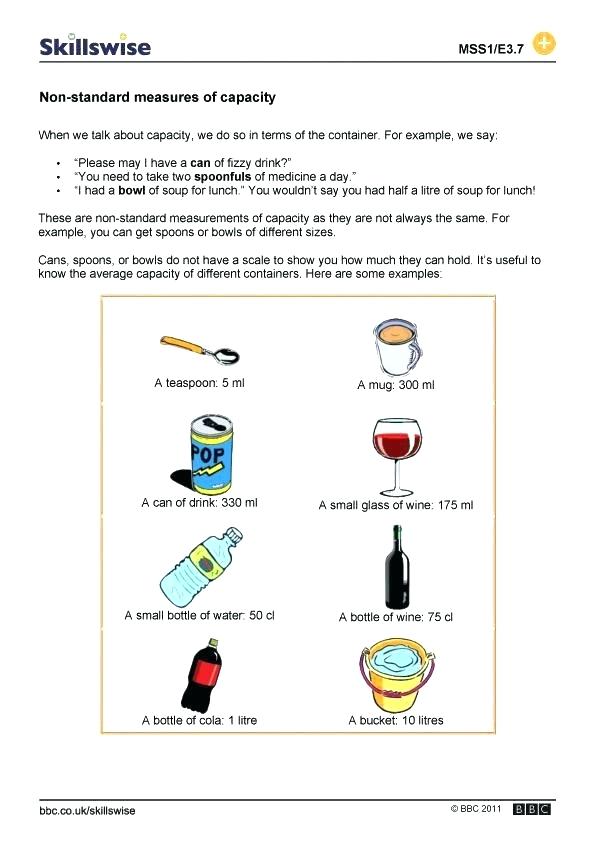 Skillswise
MSS1/E3.7
Non-standard measures of capacity
When we talk about capacity, we do so in terms of the container. For example, we say:
• “Please may I have a can of fizzy drink?”
• “You need to take two spoonfuls of medicine a day.”
• “I had a bowl of soup for lunch.” You wouldn’t say you had half a litre of soup for lunch!
These are non-standard measurements of capacity as they are not always the same. For
example, you can get spoons or bowls of different sizes.
Cans, spoons, or bowls do not have a scale to show you how much they can hold. It’s useful to
know the average capacity of different containers. Here are some examples:
A teaspoon: 5 ml
A mug: 300 ml
POP
A can of drink: 330 ml
A small glass of wine: 175 ml
A small bottle of water: 50 cl
A bottle of wine: 75 cl
A bottle of cola: 1 litre
A bucket: 10 litres
bbc.co.uk/skillswise
© BBC 2011 BBC